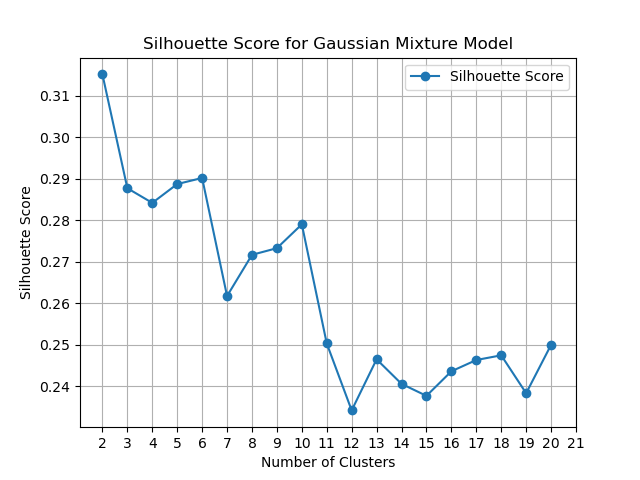 Silhouette Score for Gaussian Mixture Model
Silhouette Score
0.31
0.30
0.29
0.28
0.27
0.26
0.25
0.24
Silhouette Score
2 3 4 5 6 7 8 9 10 11 12 13 14 15 16 17 18 19 20 21
Number of Clusters